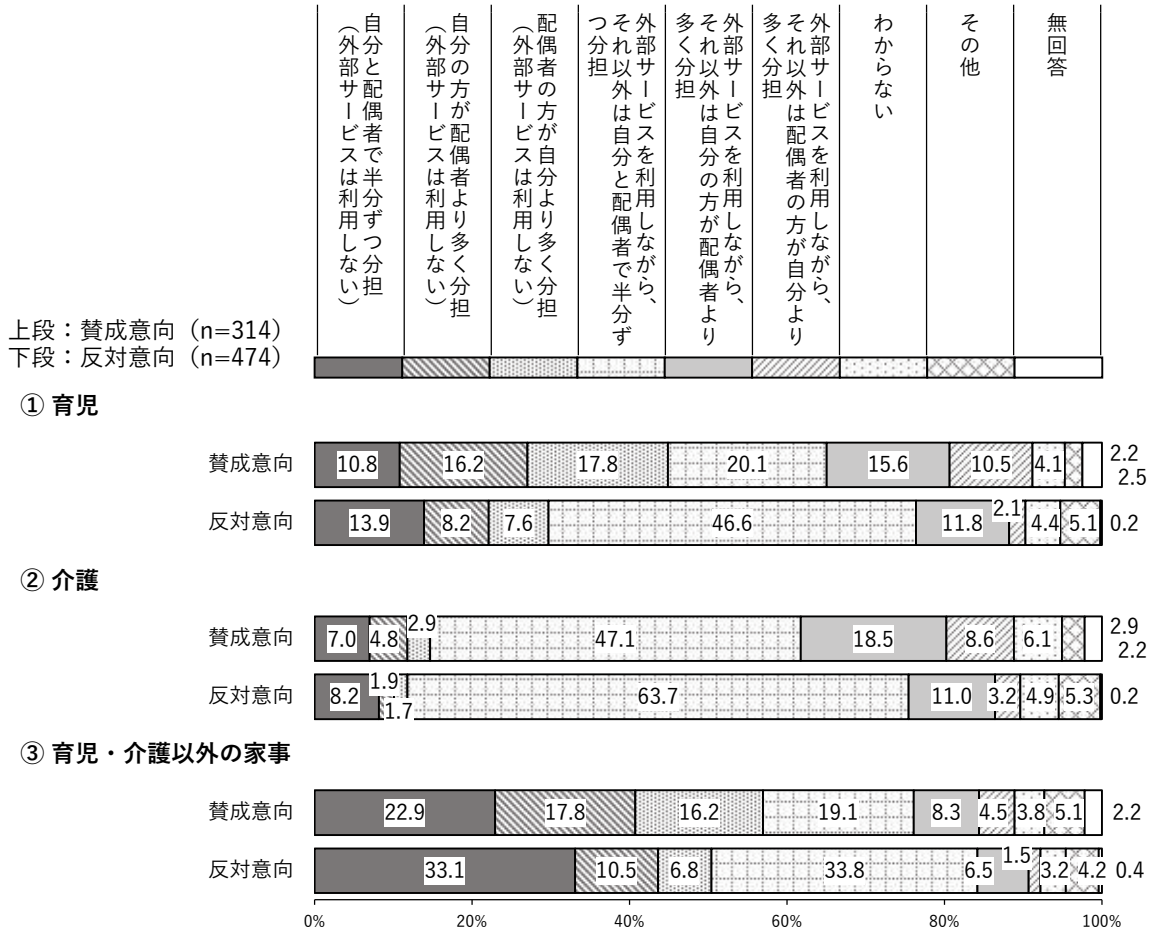 自分と配偶者で半分ずつ分担
（外部サービスは利用しない）
自分の方が配偶者より多く分担
（外部サービスは利用しない）
配偶者の方が自分より多く分担
（外部サービスは利用しない）
外部サービスを利用しながら、
それ以外は自分と配偶者で半分ず
つ分担
外部サービスを利用しながら、
それ以外は自分の方が配偶者より
多く分担
外部サービスを利用しながら、
それ以外は配偶者の方が自分より
多く分担
わからない
その他
無回答
上段：賛成意向（n=314）
下段：反対意向（n=474）
① 育児
賛成意向 10.8 16.2 17.8 20.1 15.6 10.5 4.1 2.2 2.5
反対意向 13.9 8.2 7.6 46.6 11.8 2.1 4.4 5.1 0.2
② 介護
賛成意向 7.0 4.8 2.9 47.1 18.5 8.6 6.1 2.9 2.2
反対意向 8.2 1.9 1.7 63.7 11.0 3.2 4.9 5.3 0.2
③ 育児・介護以外の家事
賛成意向 22.9 17.8 16.2 19.1 8.3 4.5 3.8 5.1 2.2
反対意向 33.1 10.5 6.8 33.8 6.5 1.5 3.2 4.2 0.4
0% 20% 40% 60% 80% 100%